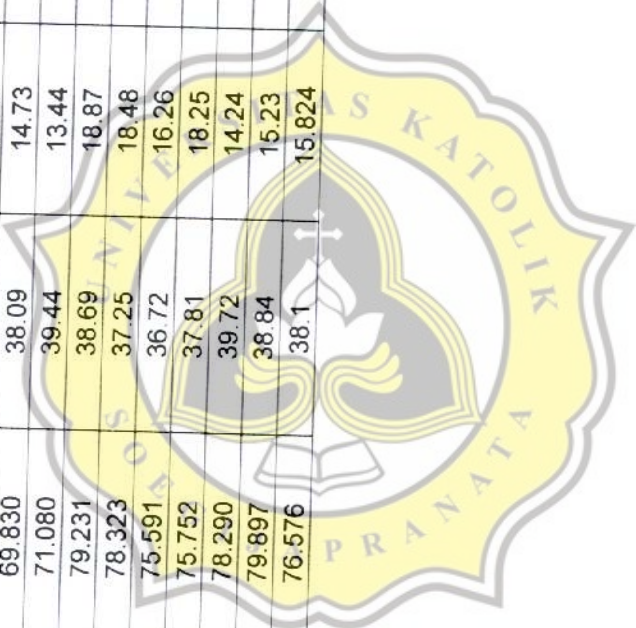 69.830 38.09 14.73
71.080 39.44 13.44
79.231 38.69 18.87
78.323 37.25 18.48
75.591 36.72 16.26
75.752 37.81 18.25
78.290 39.72 14.24
79.897 38.84 15.23
76.576 38.1 15.824
UNIVERSITAS KATOLIK
SOEGIJAPRANATA